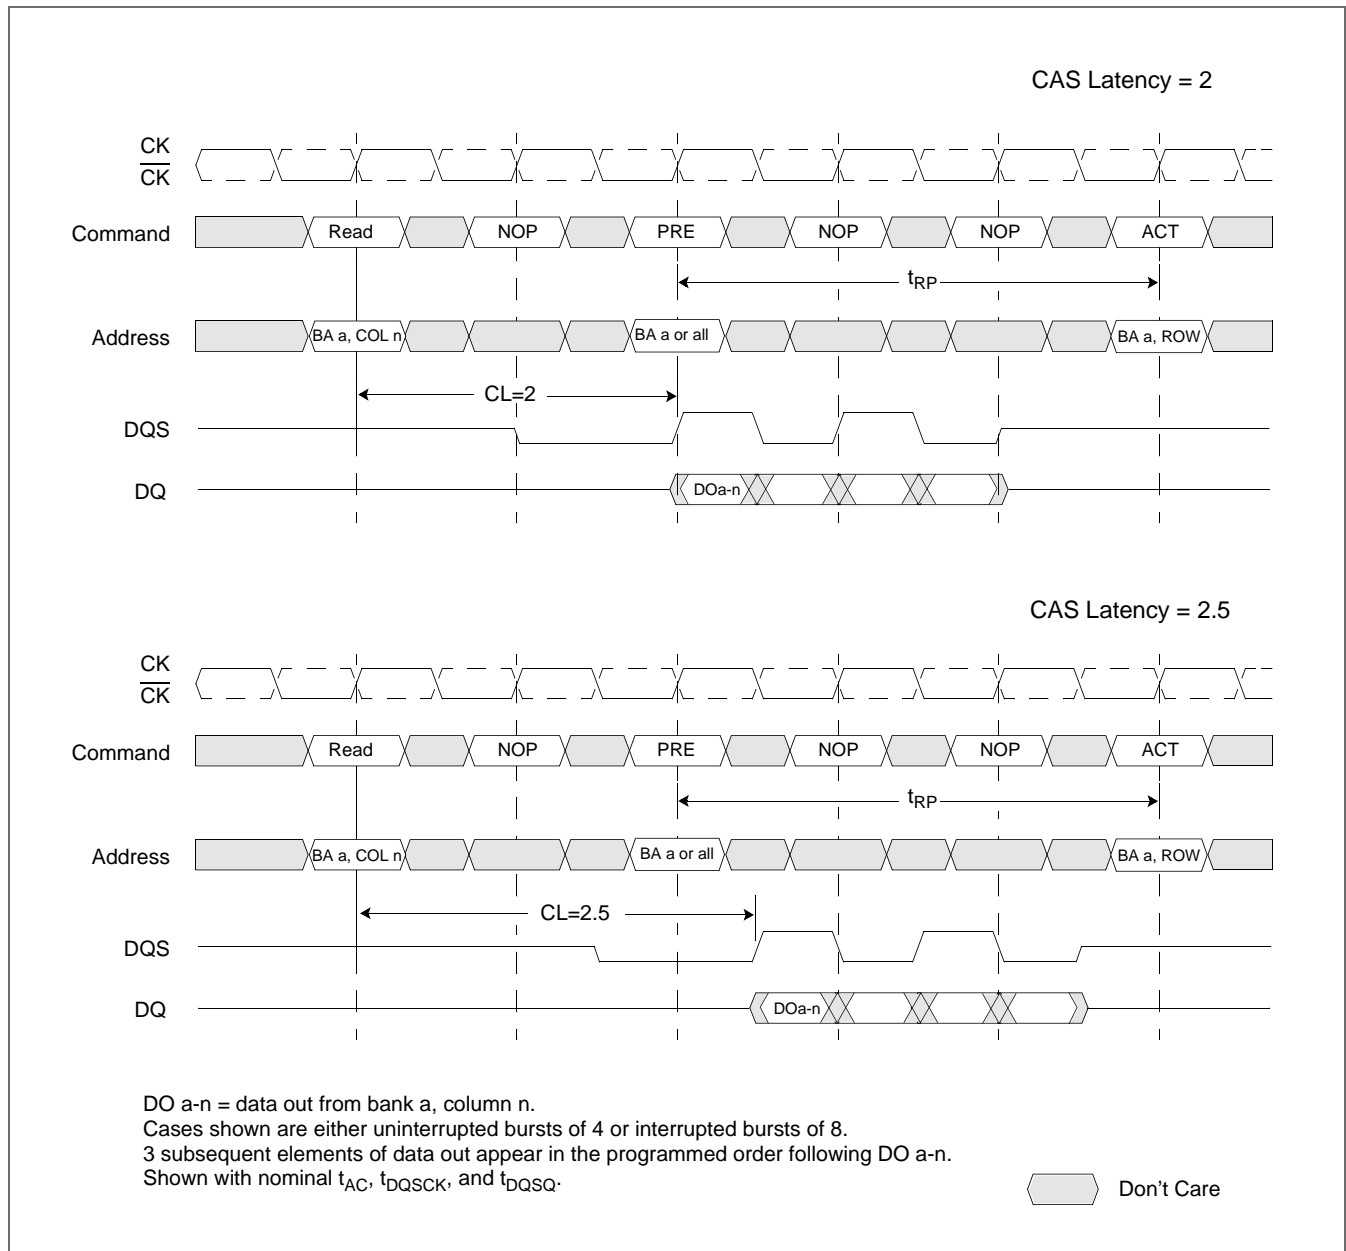 CAS Latency = 2
CK
CK
Command Read NOP PRE NOP NOP ACT
tRP
Address BA a, COL n BA a or all BA a, ROW
CL=2
DQS
DQ DOa-n
CAS Latency = 2.5
CK
CK
Command Read NOP PRE NOP NOP ACT
tRP
Address BA a, COL n BA a or all BA a, ROW
CL=2.5
DQS
DQ DOa-n
DO a-n = data out from bank a, column n.
Cases shown are either uninterrupted bursts of 4 or interrupted bursts of 8.
3 subsequent elements of data out appear in the programmed order following DO a-n.
Shown with nominal tAC, tDQSCK, and tDQSQ.
Don't Care